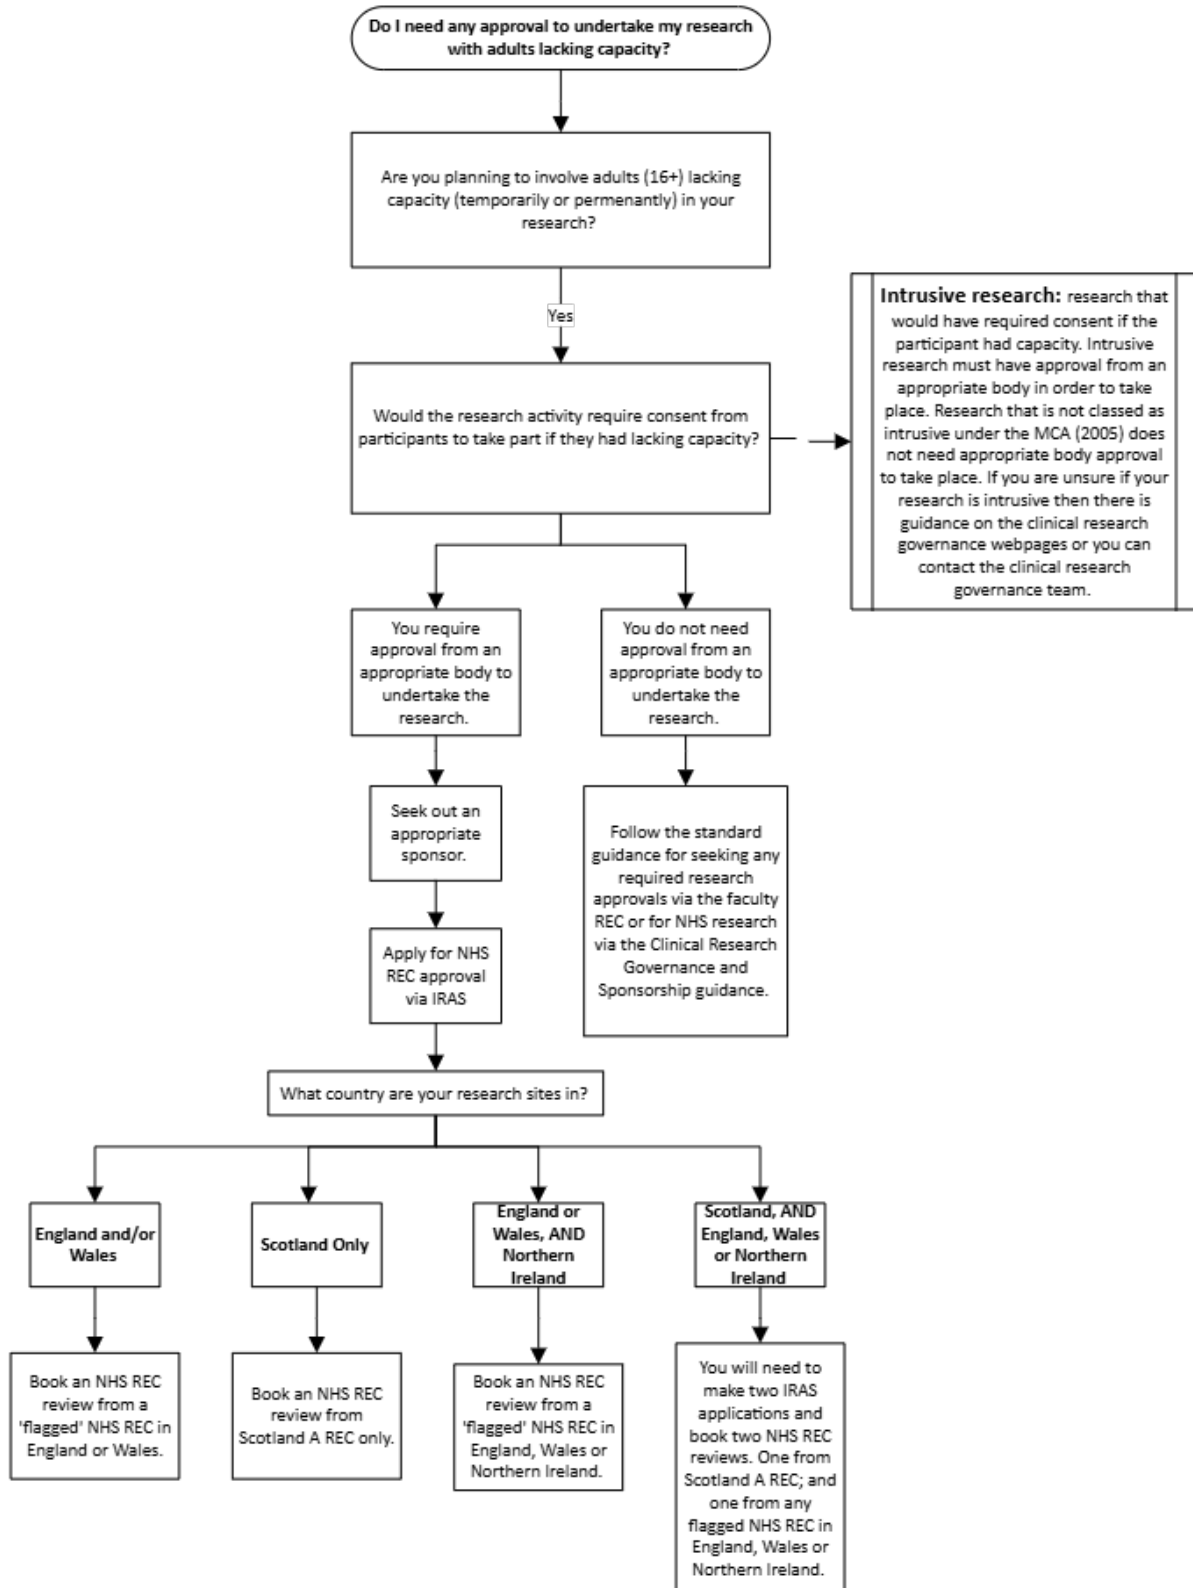 Do I need any approval to undertake my research
with adults lacking capacity?
Are you planning to involve adults (16+) lacking
capacity (temporarily or permenantly) in your
research?
Yes
Intrusive research: research that
would have required consent if the
participant had capacity. Intrusive
research must have approval from an
appropriate body in order to take
place. Research that is not classed as
intrusive under the MCA (2005) does
not need appropriate body approval
to take place. If you are unsure if your
research is intrusive then there is
guidance on the clinical research
governance webpages or you can
contact the clinical research
governance team.
Would the research activity require consent from
participants to take part if they had lacking capacity?
You require
approval from an
appropriate body to
undertake the
research.
You do not need
approval from an
appropriate body to
undertake the
research.
Seek out an
appropriate
sponsor.
Follow the standard
guidance for seeking any
required research
approvals via the faculty
REC or for NHS research
via the Clinical Research
Governance and
Sponsorship guidance.
Apply for NHS
REC approval
via IRAS
What country are your research sites in?
England and/or
Wales
Scotland Only
England or
Wales, AND
Northern
Ireland
Scotland, AND
England, Wales
or Northern
Ireland
Book an NHS REC
review from a
'flagged' NHS REC in
England or Wales.
Book an NHS REC
review from
Scotland A REC only.
Book an NHS REC
review from a
'flagged' NHS REC in
England, Wales or
Northern Ireland.
You will need to
make two IRAS
applications and
book two NHS REC
reviews. One from
Scotland A REC; and
one from any
flagged NHS REC in
England, Wales or
Northern Ireland.